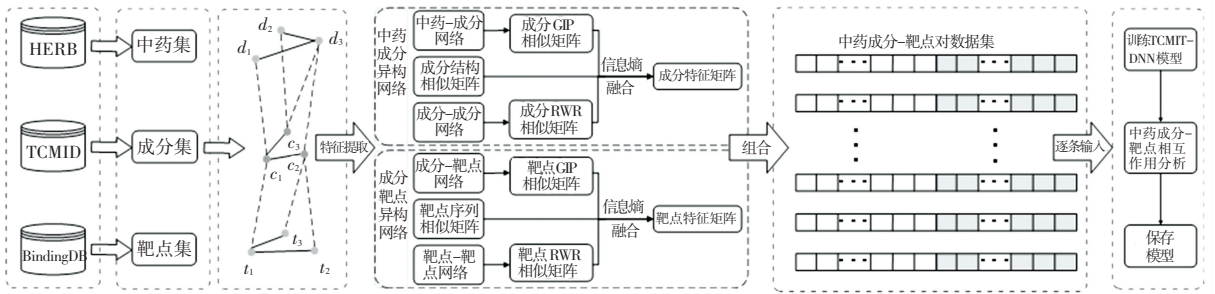 HERB
TCMID
BindingDB
中药集
成分集
靶点集
d₁
d₂
d₃
c₁
c₂
c₃
t₁
t₂
t₃
特征提取
中药成分异构网络
中药-成分
网络
成分GIP
相似矩阵
成分结构
相似矩阵
成分-成分
网络
成分RWR
相似矩阵
信息熵
融合
成分特征矩阵
成分靶点异构网络
成分-靶点
网络
靶点GIP
相似矩阵
靶点序列
相似矩阵
靶点-靶
点网络
靶点RWR
相似矩阵
信息熵
融合
靶点特征矩阵
组合
中药成分-靶点对数据集
逐条输入
训练TCMIT-
DNN模型
中药成分-
靶点相互
作用分析
保存
模型